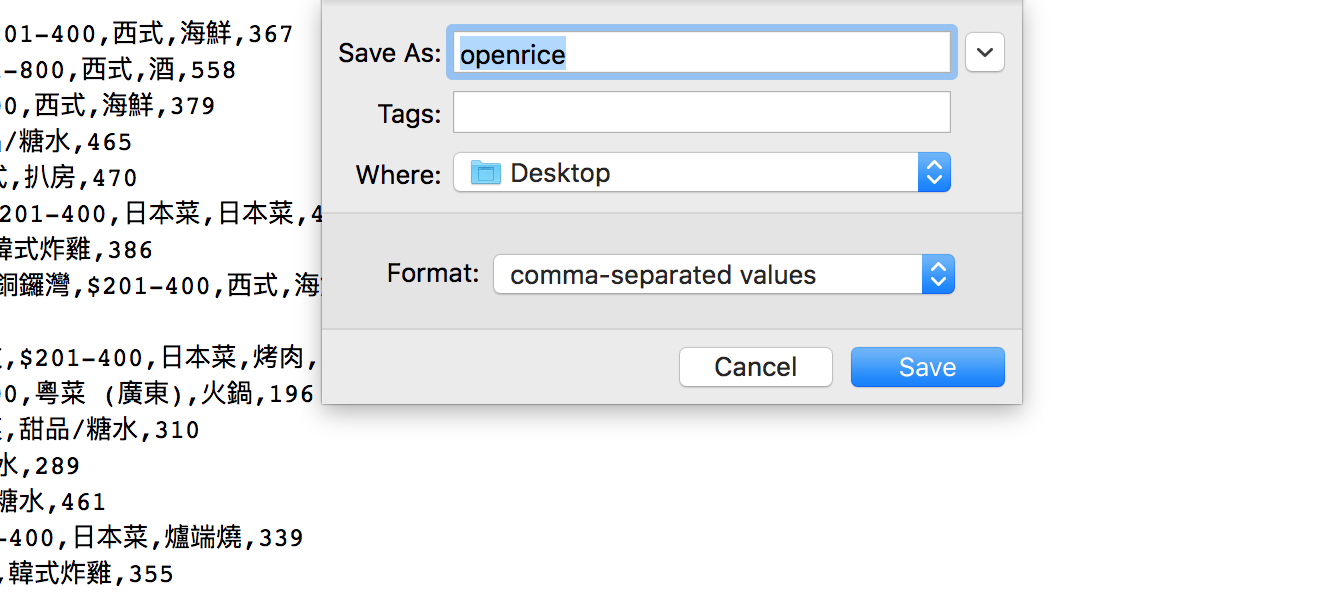 01-400,西式,海鮮,367
-800,西式,酒,558
00,西式,海鮮,379
/糖水,465
式,扒房,470
201-400,日本菜,日本菜,4
韓式炸雞,386
銅鑼灣,$201-400,西式,海
,$201-400,日本菜,烤肉,
00,粵菜 (廣東),火鍋,196
,甜品/糖水,310
水,289
糖水,461
-400,日本菜,爐端燒,339
,韓式炸雞,355
Save As: openrice
Tags:
Where: Desktop
Format: comma-separated values
Cancel Save